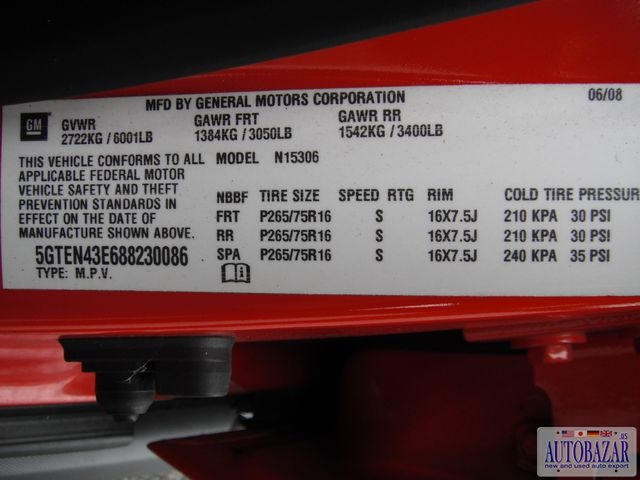 MFD BY GENERAL MOTORS CORPORATION 06/08
GM GVWR GAWR FRT GAWR RR
2722KG / 6001LB 1384KG / 3050LB 1542KG / 3400LB
THIS VEHICLE CONFORMS TO ALL MODEL N15306
APPLICABLE FEDERAL MOTOR
VEHICLE SAFETY AND THEFT
PREVENTION STANDARDS IN
EFFECT ON THE DATE OF
MANUFACTURE SHOWN ABOVE.
5GTEN43E688230086
TYPE: M.P.V.
NBBF TIRE SIZE SPEED RTG RIM COLD TIRE PRESSUR
FRT P265/75R16 S 16X7.5J 210 KPA 30 PSI
RR P265/75R16 S 16X7.5J 210 KPA 30 PSI
SPA P265/75R16 S 16X7.5J 240 KPA 35 PSI
i
AUTOBAZAR.US
new and used auto export